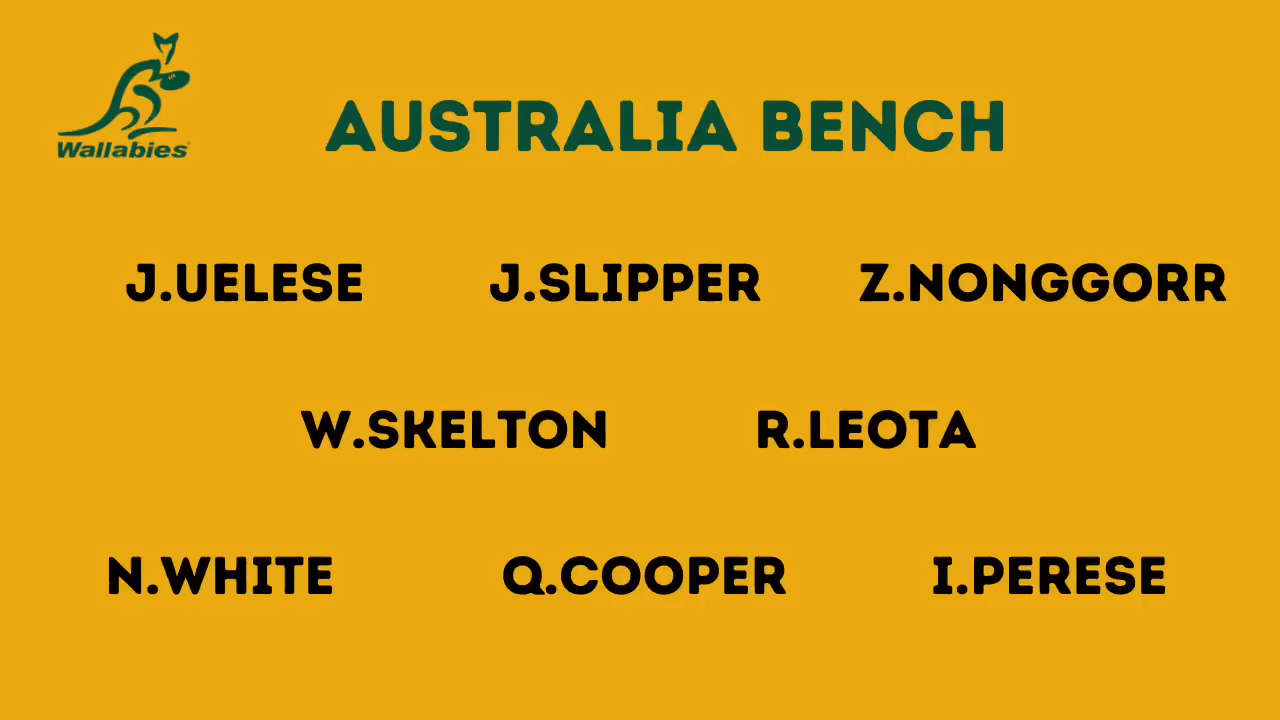 Wallabies
AUSTRALIA BENCH
J.UELESE J.SLIPPER Z.NONGGORR
W.SKELTON R.LEOTA
N.WHITE Q.COOPER I.PERESE